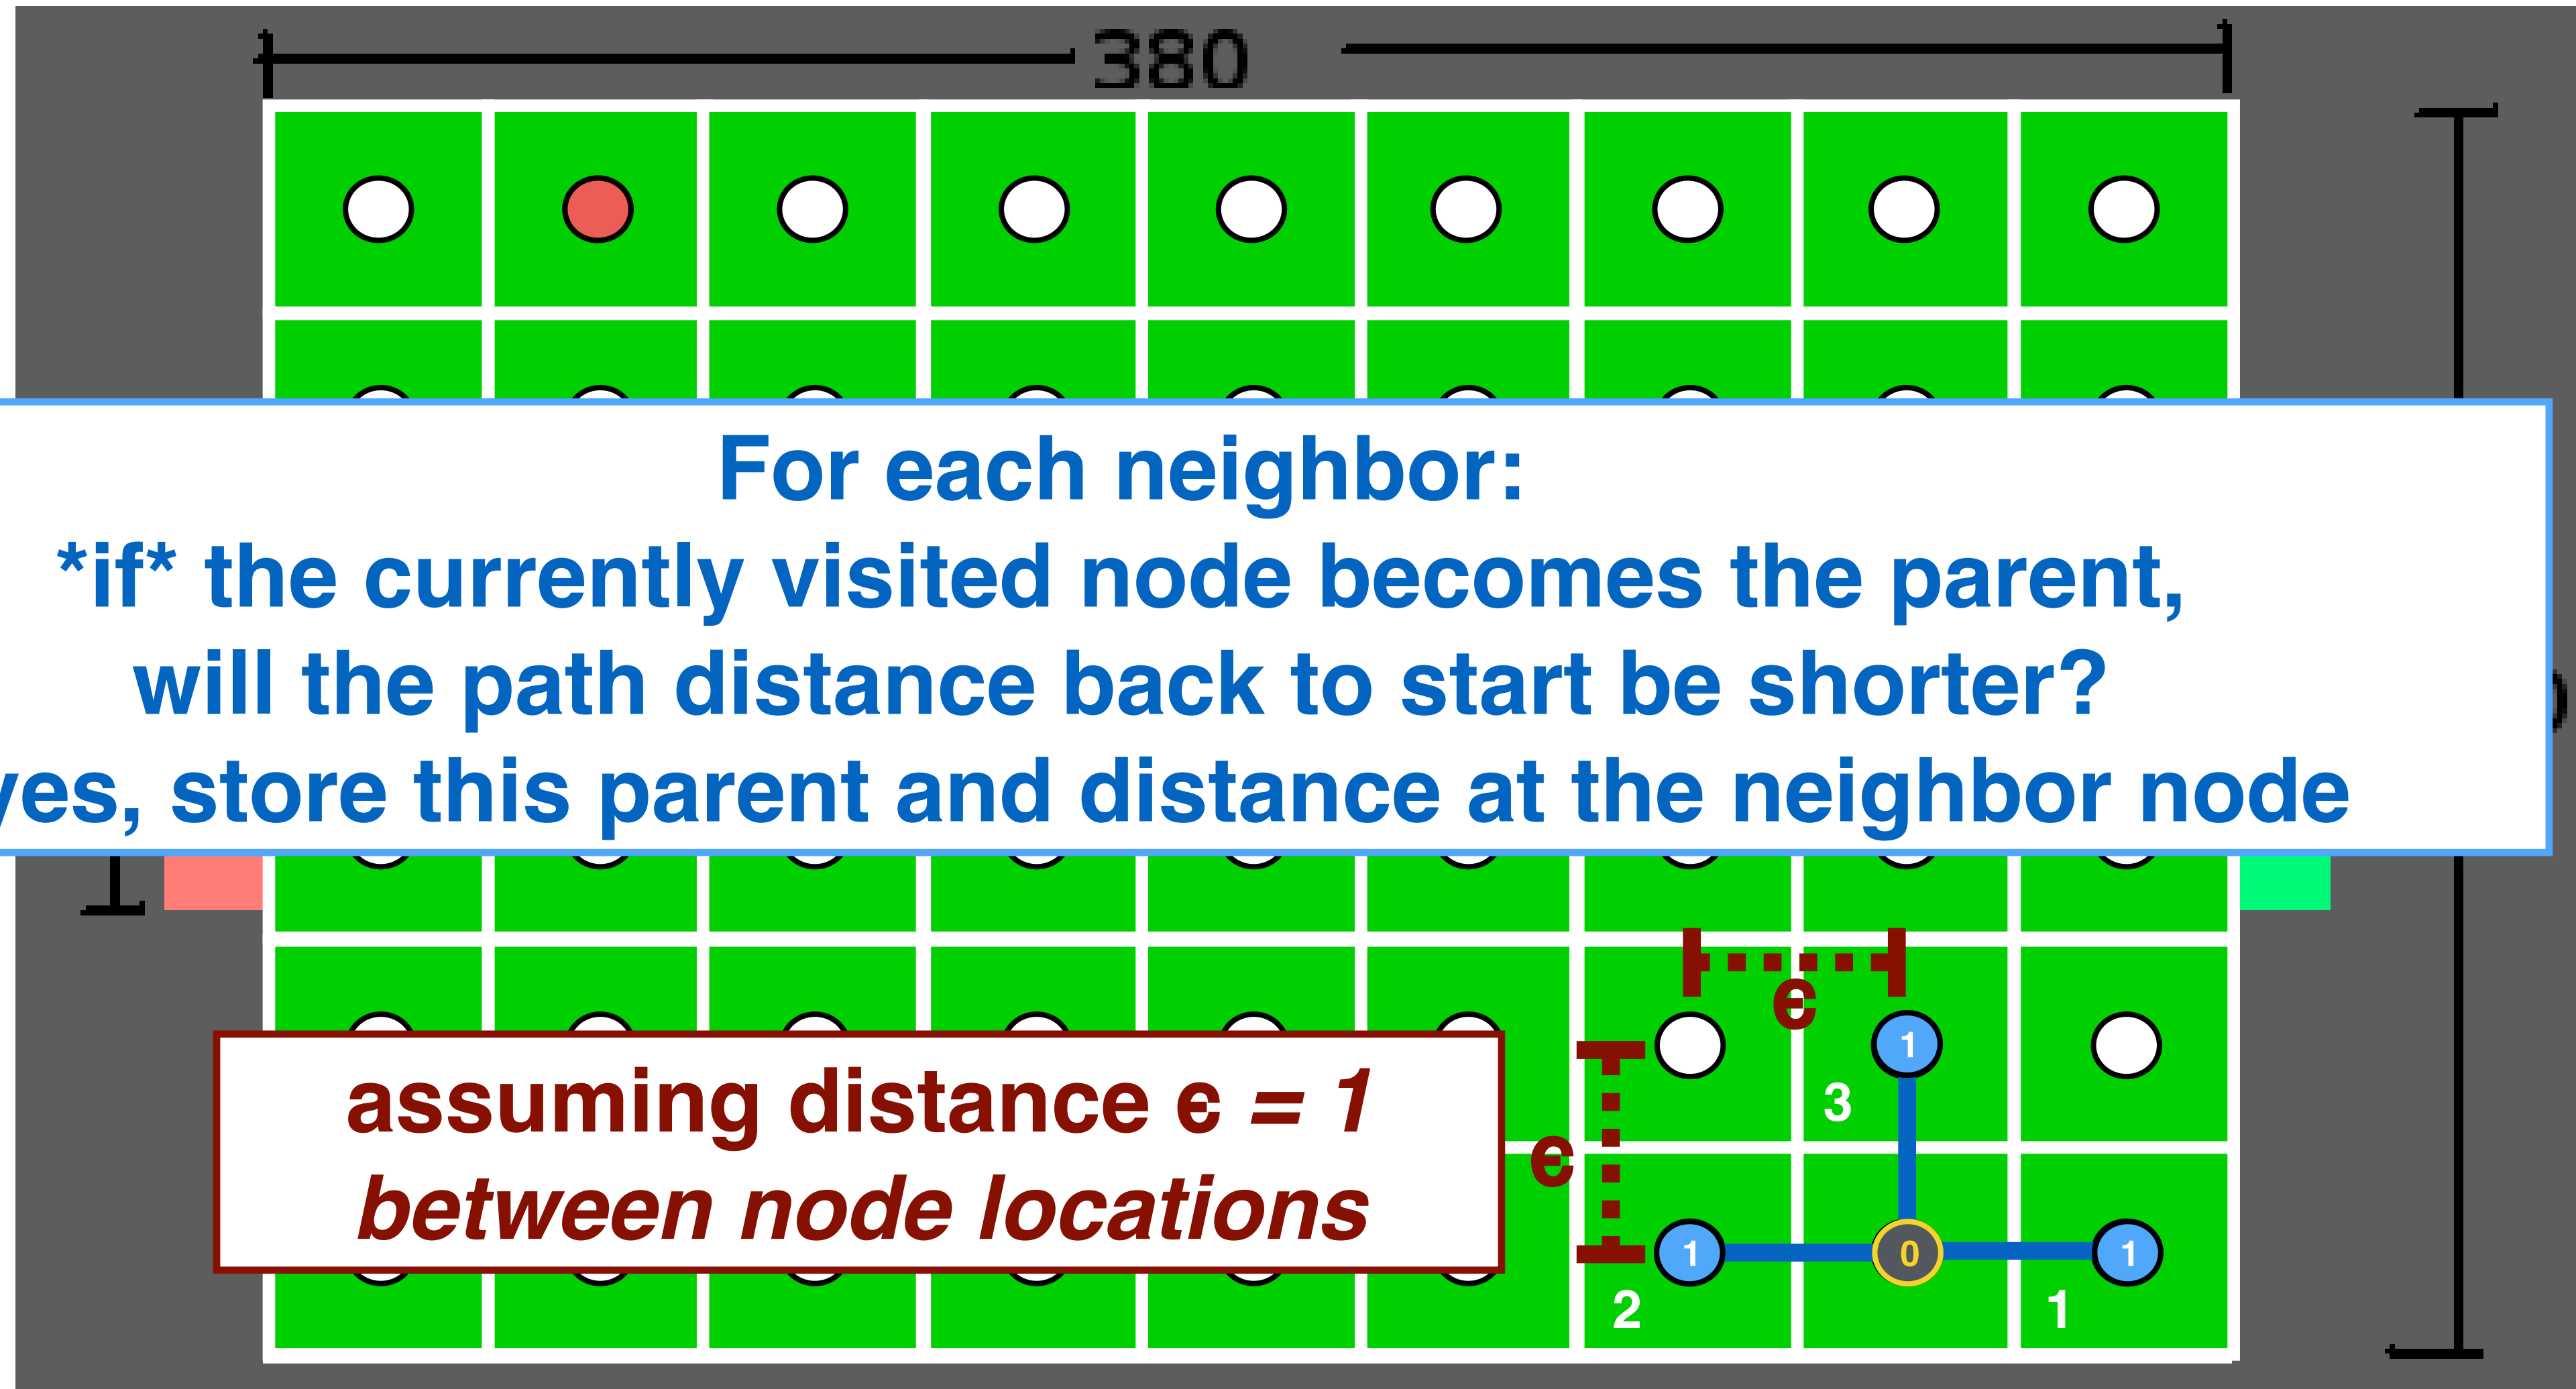 380
For each neighbor:
*if* the currently visited node becomes the parent,
will the path distance back to start be shorter?
yes, store this parent and distance at the neighbor node
ϵ
1
3
assuming distance ϵ = 1
between node locations
ϵ
1
0
1
2
1